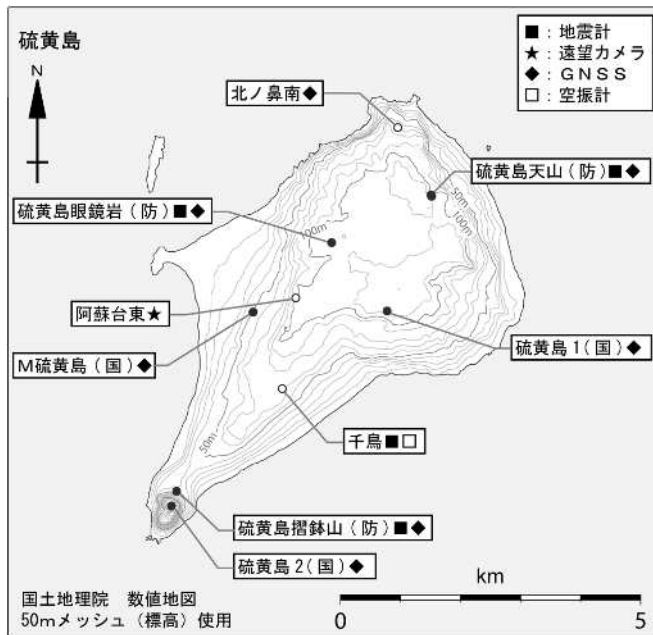 硫黄島
N
■：地震計
★：遠望カメラ
◆：ＧＮＳＳ
□：空振計
北ノ鼻南◆
硫黄島天山（防）■◆
50m
100m
硫黄島眼鏡岩（防）■◆
100m
阿蘇台東★
M硫黄島（国）◆
硫黄島1(国)◆
50m
千鳥■□
硫黄島摺鉢山（防）■◆
硫黄島2(国)◆
国土地理院　数値地図
50mメッシュ（標高）使用
km
0 5